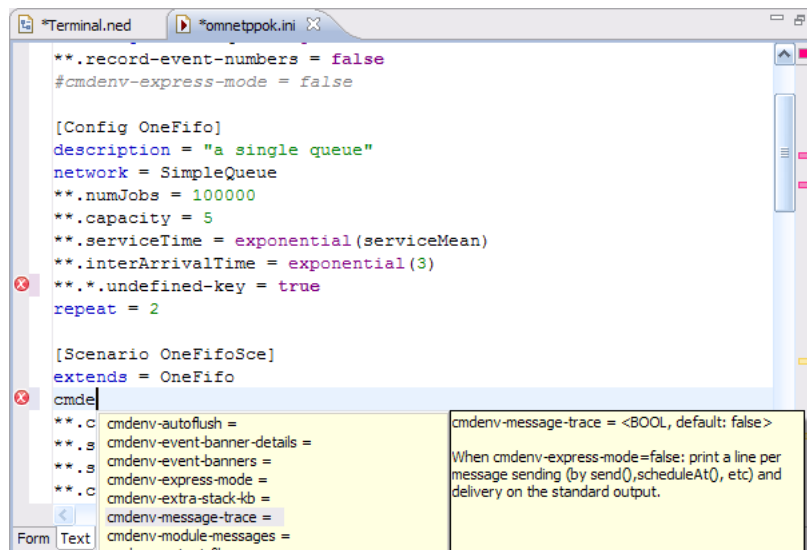 *Terminal.ned
*omnetppok.ini
**.record-event-numbers = false
#cmdenv-express-mode = false
[Config OneFifo]
description = "a single queue"
network = SimpleQueue
**.numJobs = 100000
**.capacity = 5
**.serviceTime = exponential(serviceMean)
**.interArrivalTime = exponential(3)
**.*.undefined-key = true
repeat = 2
[Scenario OneFifoSce]
extends = OneFifo
cmde
**.c
**.s
**.s
**.c
cmdenv-autoflush =
cmdenv-event-banner-details =
cmdenv-event-banners =
cmdenv-express-mode =
cmdenv-extra-stack-kb =
cmdenv-message-trace =
cmdenv-module-messages =
cmdenv-message-trace = <BOOL, default: false>
When cmdenv-express-mode=false: print a line per
message sending (by send(),scheduleAt(), etc) and
delivery on the standard output.
Form Text